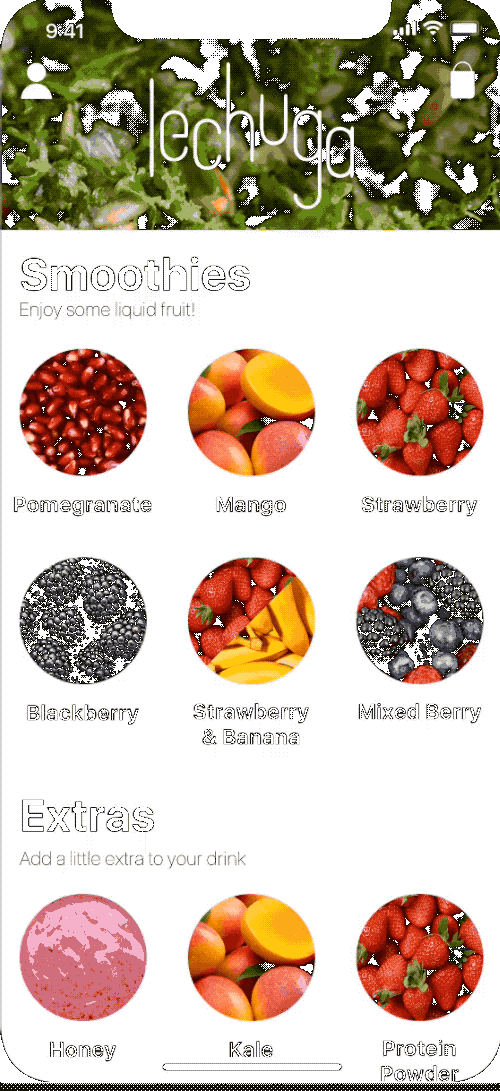 9:41
lechuga
Smoothies
Enjoy some liquid fruit!
Pomegranate
Mango
Strawberry
Blackberry
Strawberry
& Banana
Mixed Berry
Extras
Add a little extra to your drink
Honey
Kale
Protein
Powder